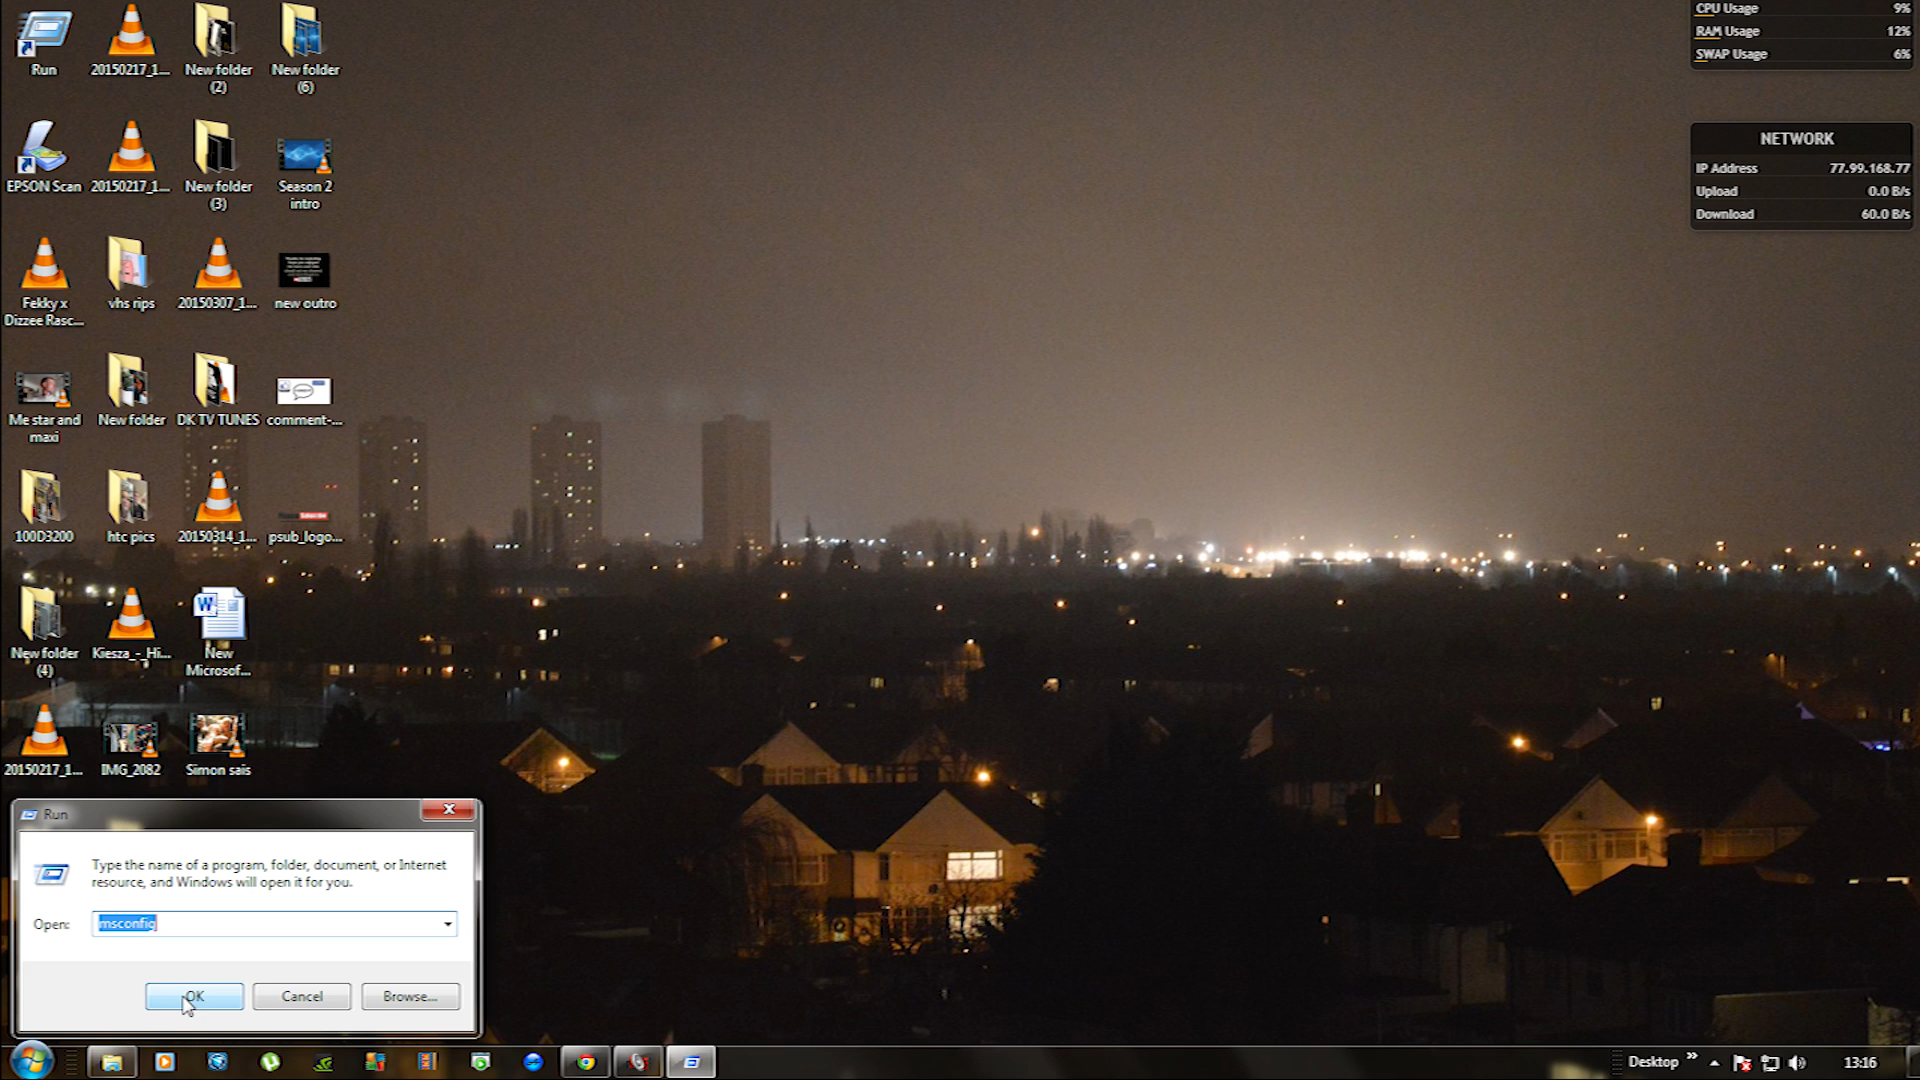 Run
20150217_1...
New folder
(2)
New folder
(6)
EPSON Scan
20150217_1...
New folder
(3)
Season 2
intro
Fekky x
Dizzee Rasc...
vhs rips
20150307_1...
new outro
Me star and
maxi
New folder
DK TV TUNES
comment-...
100D3200
htc pics
20150314_1...
psub_logo...
New folder
(4)
Kiesza_-_Hi...
New
Microsof...
20150217_1...
IMG_2082
Simon sais
CPU Usage 9%
RAM Usage 12%
SWAP Usage 6%
NETWORK
IP Address 77.99.168.77
Upload 0.0 B/s
Download 60.0 B/s
Run
Type the name of a program, folder, document, or Internet
resource, and Windows will open it for you.
Open: msconfig
OK Cancel Browse...
Desktop
13:16